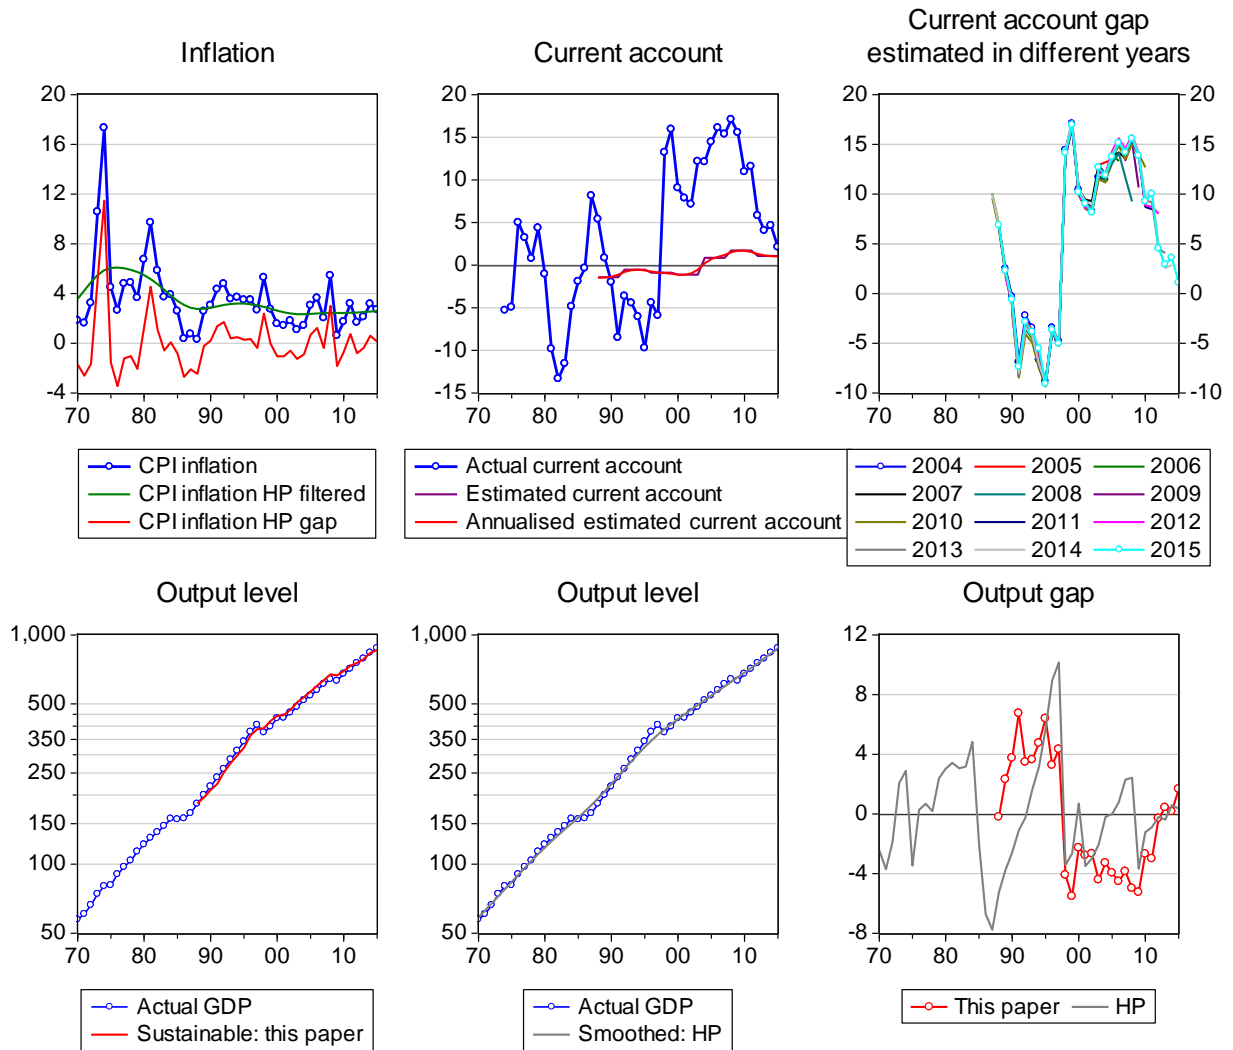 Inflation
20
16
12
8
4
0
-4
70 80 90 00 10
CPI inflation
CPI inflation HP filtered
CPI inflation HP gap
Current account
20
15
10
5
0
-5
-10
-15
70 80 90 00 10
Actual current account
Estimated current account
Annualised estimated current account
Current account gap
estimated in different years
20 20
15 15
10 10
5 5
0 0
-5 -5
-10 -10
70 80 90 00 10
2004 2005 2006
2007 2008 2009
2010 2011 2012
2013 2014 2015
Output level
1,000
500
350
250
150
100
50
70 80 90 00 10
Actual GDP
Sustainable: this paper
Output level
1,000
500
350
250
150
100
50
70 80 90 00 10
Actual GDP
Smoothed: HP
Output gap
12
8
4
0
-4
-8
70 80 90 00 10
This paper HP